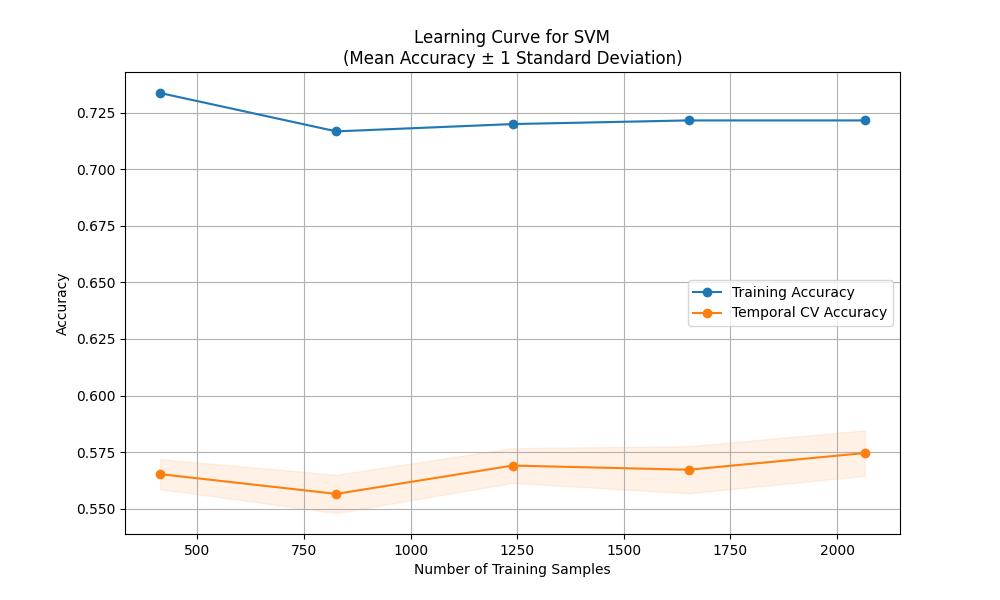 Learning Curve for SVM
(Mean Accuracy ± 1 Standard Deviation)
Accuracy
0.725
0.700
0.675
0.650
0.625
0.600
0.575
0.550
Training Accuracy
Temporal CV Accuracy
500
750
1000
1250
1500
1750
2000
Number of Training Samples